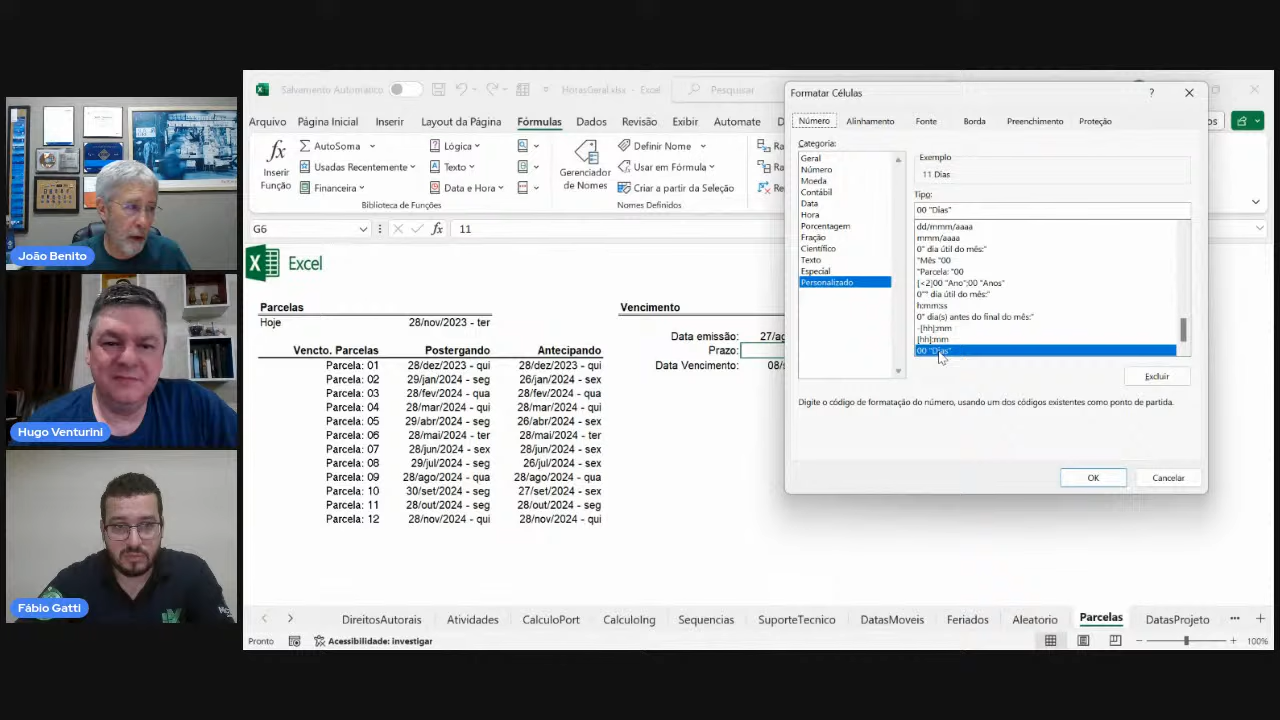 João Benito
Hugo Venturini
Fábio Gatti
Salvamento Automático
HorasGeral.xlsx - Excel
Pesquisar
Arquivo Página Inicial Inserir Layout da Página Fórmulas Dados Revisão Exibir Automate
fx
Inserir Função
AutoSoma
Usadas Recentemente
Financeira
Lógica
Texto
Data e Hora
Biblioteca de Funções
Gerenciador de Nomes
Definir Nome
Usar em Fórmula
Criar a partir da Seleção
Nomes Definidos
G6
fx
11
Excel
Parcelas
Hoje 28/nov/2023 - ter
Vencto. Parcelas Postergando Antecipando
Parcela: 01 28/dez/2023 - qui 28/dez/2023 - qui
Parcela: 02 29/jan/2024 - seg 26/jan/2024 - sex
Parcela: 03 28/fev/2024 - qua 28/fev/2024 - qua
Parcela: 04 28/mar/2024 - qui 28/mar/2024 - qui
Parcela: 05 29/abr/2024 - seg 26/abr/2024 - sex
Parcela: 06 28/mai/2024 - ter 28/mai/2024 - ter
Parcela: 07 28/jun/2024 - sex 28/jun/2024 - sex
Parcela: 08 29/jul/2024 - seg 26/jul/2024 - sex
Parcela: 09 28/ago/2024 - qua 28/ago/2024 - qua
Parcela: 10 30/set/2024 - seg 27/set/2024 - sex
Parcela: 11 28/out/2024 - seg 28/out/2024 - seg
Parcela: 12 28/nov/2024 - qui 28/nov/2024 - qui
Vencimento
Data emissão: 27/ag
Prazo:
Data Vencimento: 08/s
Formatar Células
? ×
Número Alinhamento Fonte Borda Preenchimento Proteção
Categoria:
Geral
Número
Moeda
Contábil
Data
Hora
Porcentagem
Fração
Científico
Texto
Especial
Personalizado
Exemplo
11 Dias
Tipo:
00 "Dias"
dd/mmm/aaaa
mmm/aaaa
0" dia útil do mês:"
"Mês "00
"Parcela: "00
[<2]00 "Ano";00 "Anos"
0"° dia útil do mês:"
h:mm:ss
0" dia(s) antes do final do mês:"
-[hh]:mm
[hh]:mm
00 "Dias"
Excluir
Digite o código de formatação do número, usando um dos códigos existentes como ponto de partida.
OK Cancelar
DireitosAutorais Atividades CalculoPort CalculoIng Sequencias SuporteTecnico DatasMoveis Feriados Aleatorio Parcelas DatasProjeto
Pronto
Acessibilidade: investigar
100%